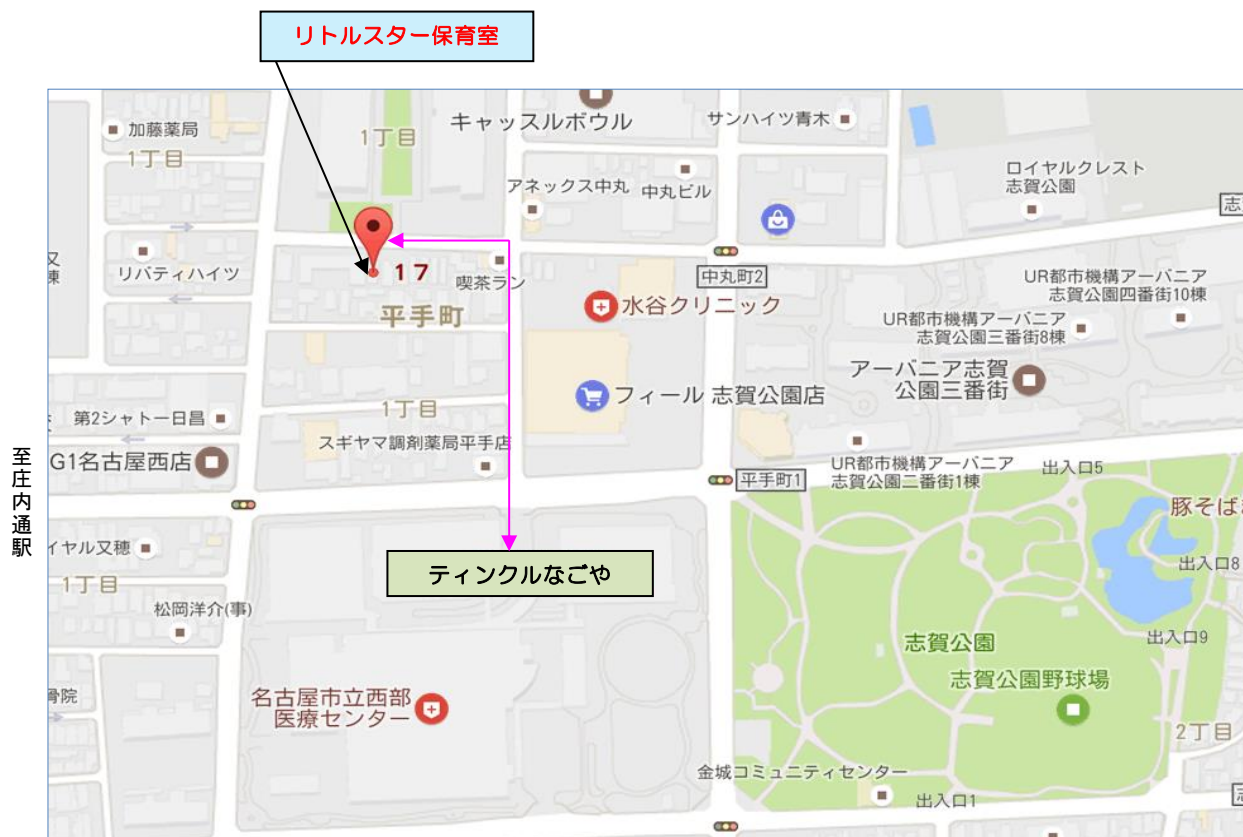 リトルスター保育室
加藤薬局
1丁目
1丁目
キャッスルボウル
サンハイツ青木
アネックス中丸
中丸ビル
ロイヤルクレスト
志賀公園
志
又
棟
リバティハイツ
17
喫茶ラン
平手町
中丸町2
水谷クリニック
UR都市機構アーバニア
志賀公園四番街10棟
UR都市機構アーバニア
志賀公園三番街8棟
アーバニア志賀
公園三番街
フィール 志賀公園店
1丁目
第2シャトー日昌
スギヤマ調剤薬局平手店
G1名古屋西店
至庄内通駅
平手町1
UR都市機構アーバニア
志賀公園二番街1棟
出入口5
豚そば
イヤル又穂
1丁目
ティンクルなごや
出入口8
松岡洋介(事)
出入口9
志賀公園
志賀公園野球場
骨院
名古屋市立西部
医療センター
2丁目
金城コミュニティセンター
出入口1
志